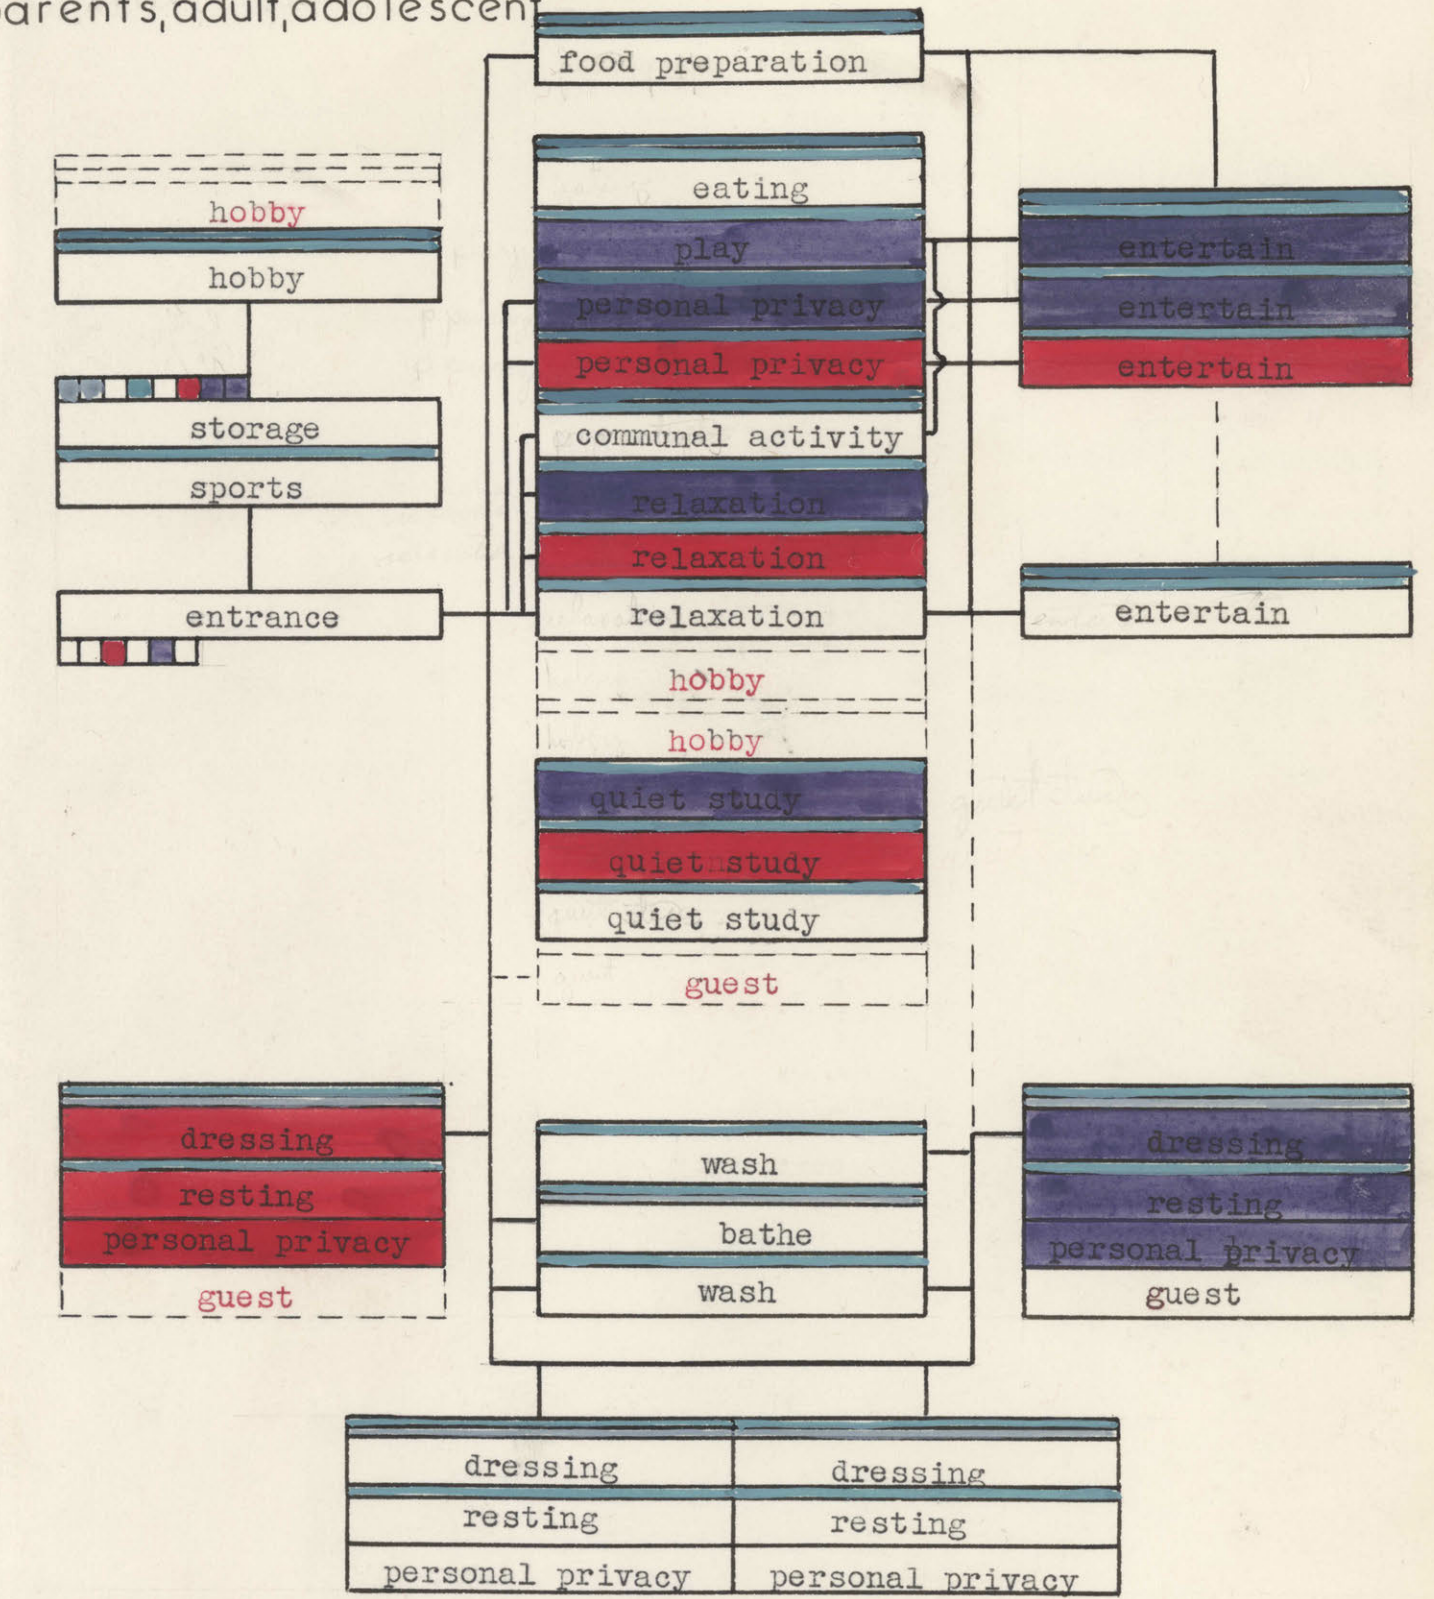 parents,adult,adolescent
food preparation
hobby
hobby
storage
sports
entrance
eating
play
personal privacy
personal privacy
communal activity
relaxation
relaxation
relaxation
hobby
hobby
quiet study
quiet study
quiet study
guest
entertain
entertain
entertain
entertain
dressing
resting
personal privacy
guest
wash
bathe
wash
dressing
resting
personal privacy
guest
dressing
resting
personal privacy
dressing
resting
personal privacy